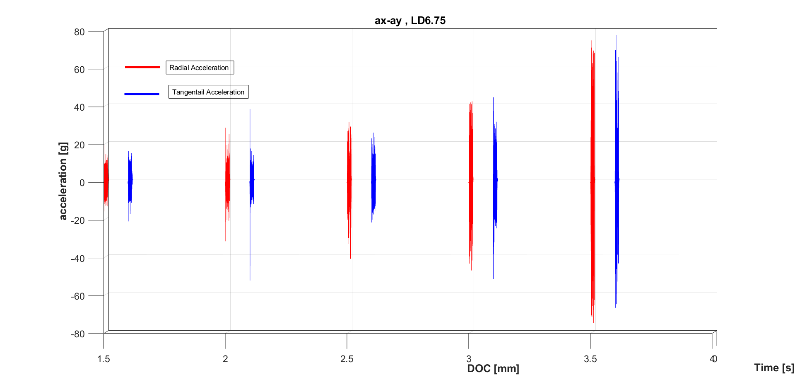 ax-ay , LD6.75
80
60
40
20
0
-20
-40
-60
-80
acceleration [g]
Radial Acceleration
Tangentail Acceleration
1.5
2
2.5
3
3.5
4
0
DOC [mm]
Time [s]